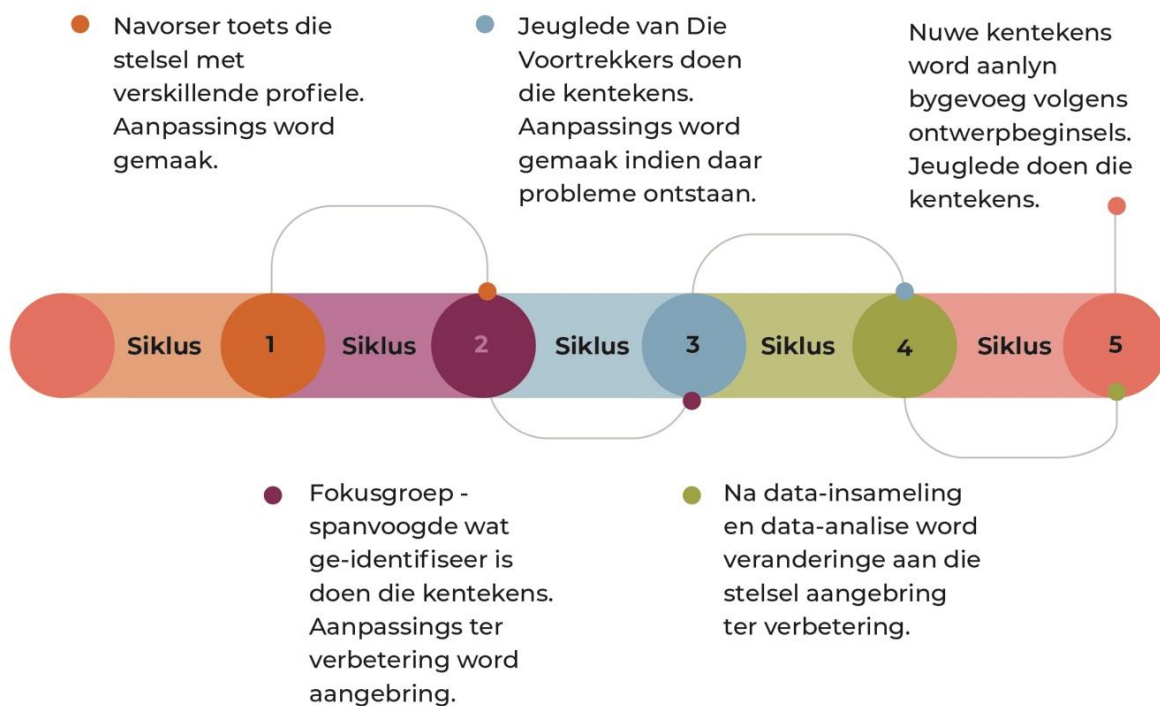 Navorser toets die
stelsel met
verskillende profiele.
Aanpassings word
gemaak.
Jeuglede van Die
Voortrekkers doen
die kentekens.
Aanpassings word
gemaak indien daar
probleme ontstaan.
Nuwe kentekens
word aanlyn
bygevoeg volgens
ontwerpbeginsels.
Jeuglede doen die
kentekens.
Siklus 1 Siklus 2 Siklus 3 Siklus 4 Siklus 5
Fokusgroep -
spanvoogde wat
ge-identifiseer is
doen die kentekens.
Aanpassings ter
verbetering word
aangebring.
Na data-insameling
en data-analise word
veranderinge aan die
stelsel aangebring
ter verbetering.